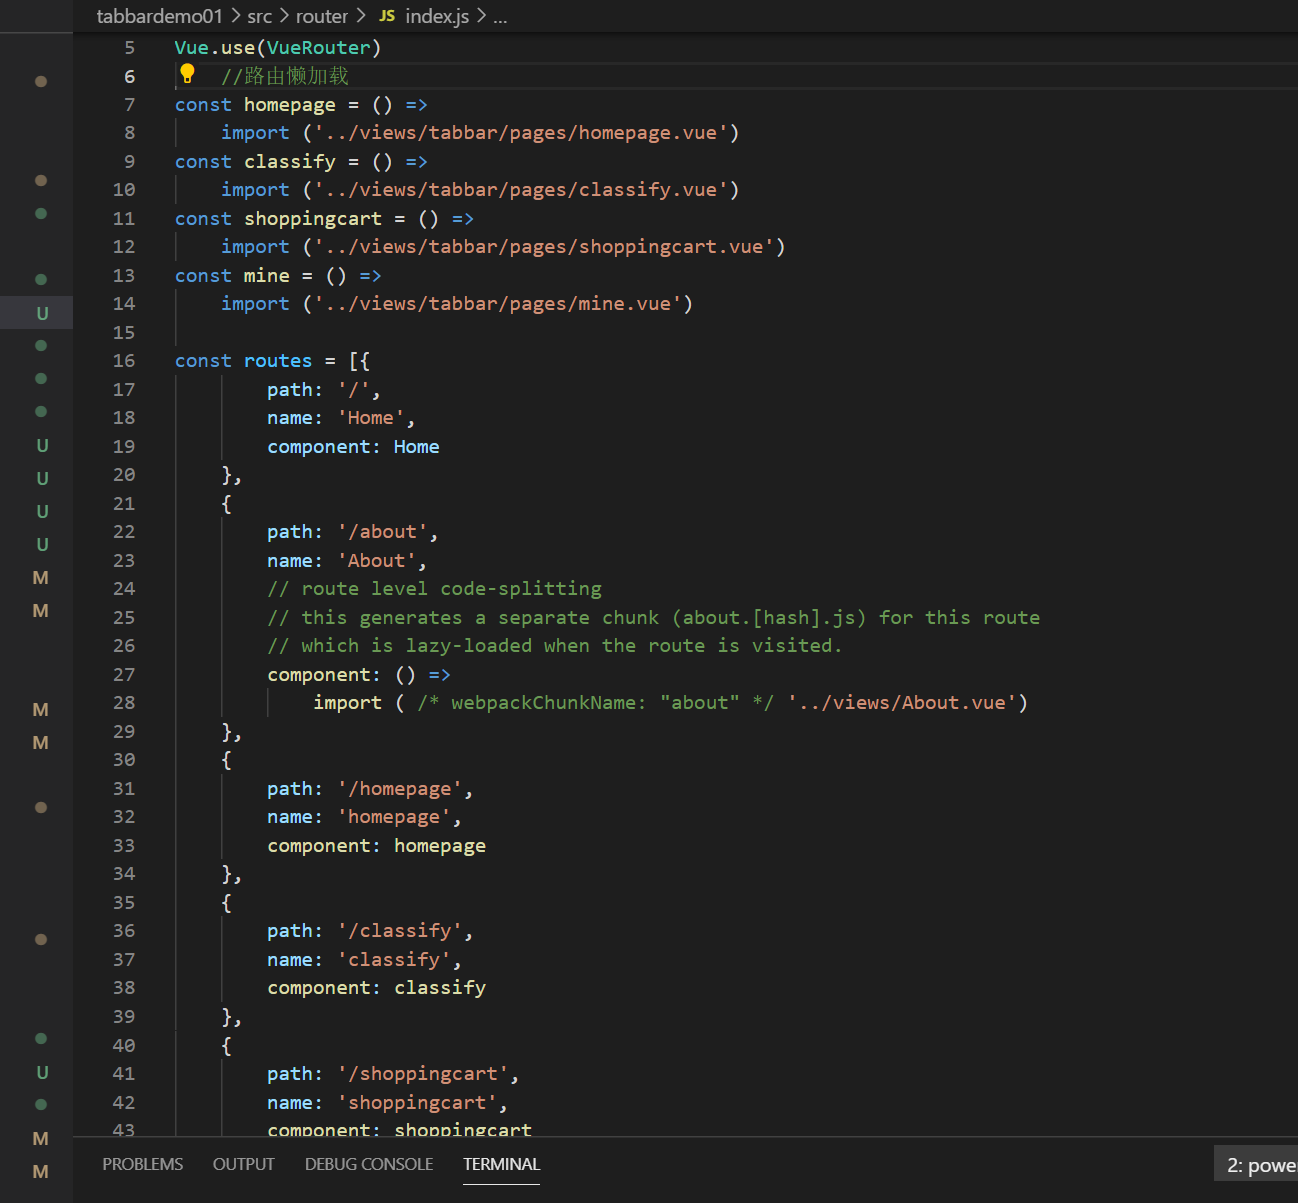 tabbardemo01 > src > router > JS index.js > ...
5 Vue.use(VueRouter)
6 //路由懒加载
7 const homepage = () =>
8 import ('../views/tabbar/pages/homepage.vue')
9 const classify = () =>
10 import ('../views/tabbar/pages/classify.vue')
11 const shoppingcart = () =>
12 import ('../views/tabbar/pages/shoppingcart.vue')
13 const mine = () =>
14 import ('../views/tabbar/pages/mine.vue')
15
16 const routes = [{
17 path: '/',
18 name: 'Home',
U 19 component: Home
20 },
21 {
22 path: '/about',
23 name: 'About',
24 // route level code-splitting
25 // this generates a separate chunk (about.[hash].js) for this route
26 // which is lazy-loaded when the route is visited.
27 component: () =>
28 import ( /* webpackChunkName: "about" */ '../views/About.vue')
29 },
30 {
31 path: '/homepage',
32 name: 'homepage',
33 component: homepage
34 },
35 {
36 path: '/classify',
37 name: 'classify',
38 component: classify
39 },
40 {
41 path: '/shoppingcart',
42 name: 'shoppingcart',
43 component: shoppingcart
U
U
U
U
M
M
M
M
U
M
M
PROBLEMS OUTPUT DEBUG CONSOLE TERMINAL 2: power